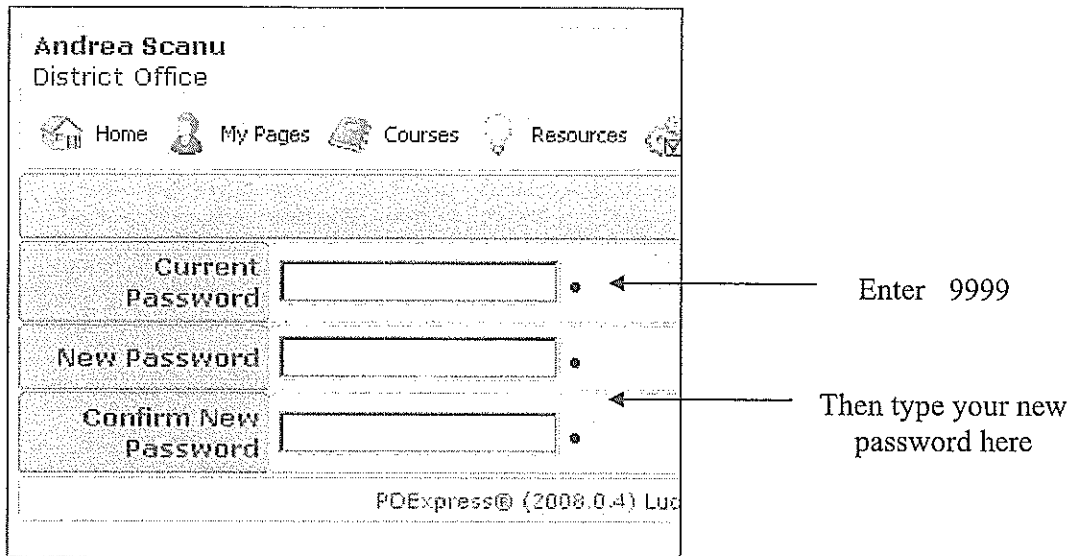 Andrea Scanu
District Office
Home My Pages Courses Resources
Current
Password
Enter 9999
New Password
Confirm New
Password
Then type your new
password here
PDExpress® (2008.0.4) Luc